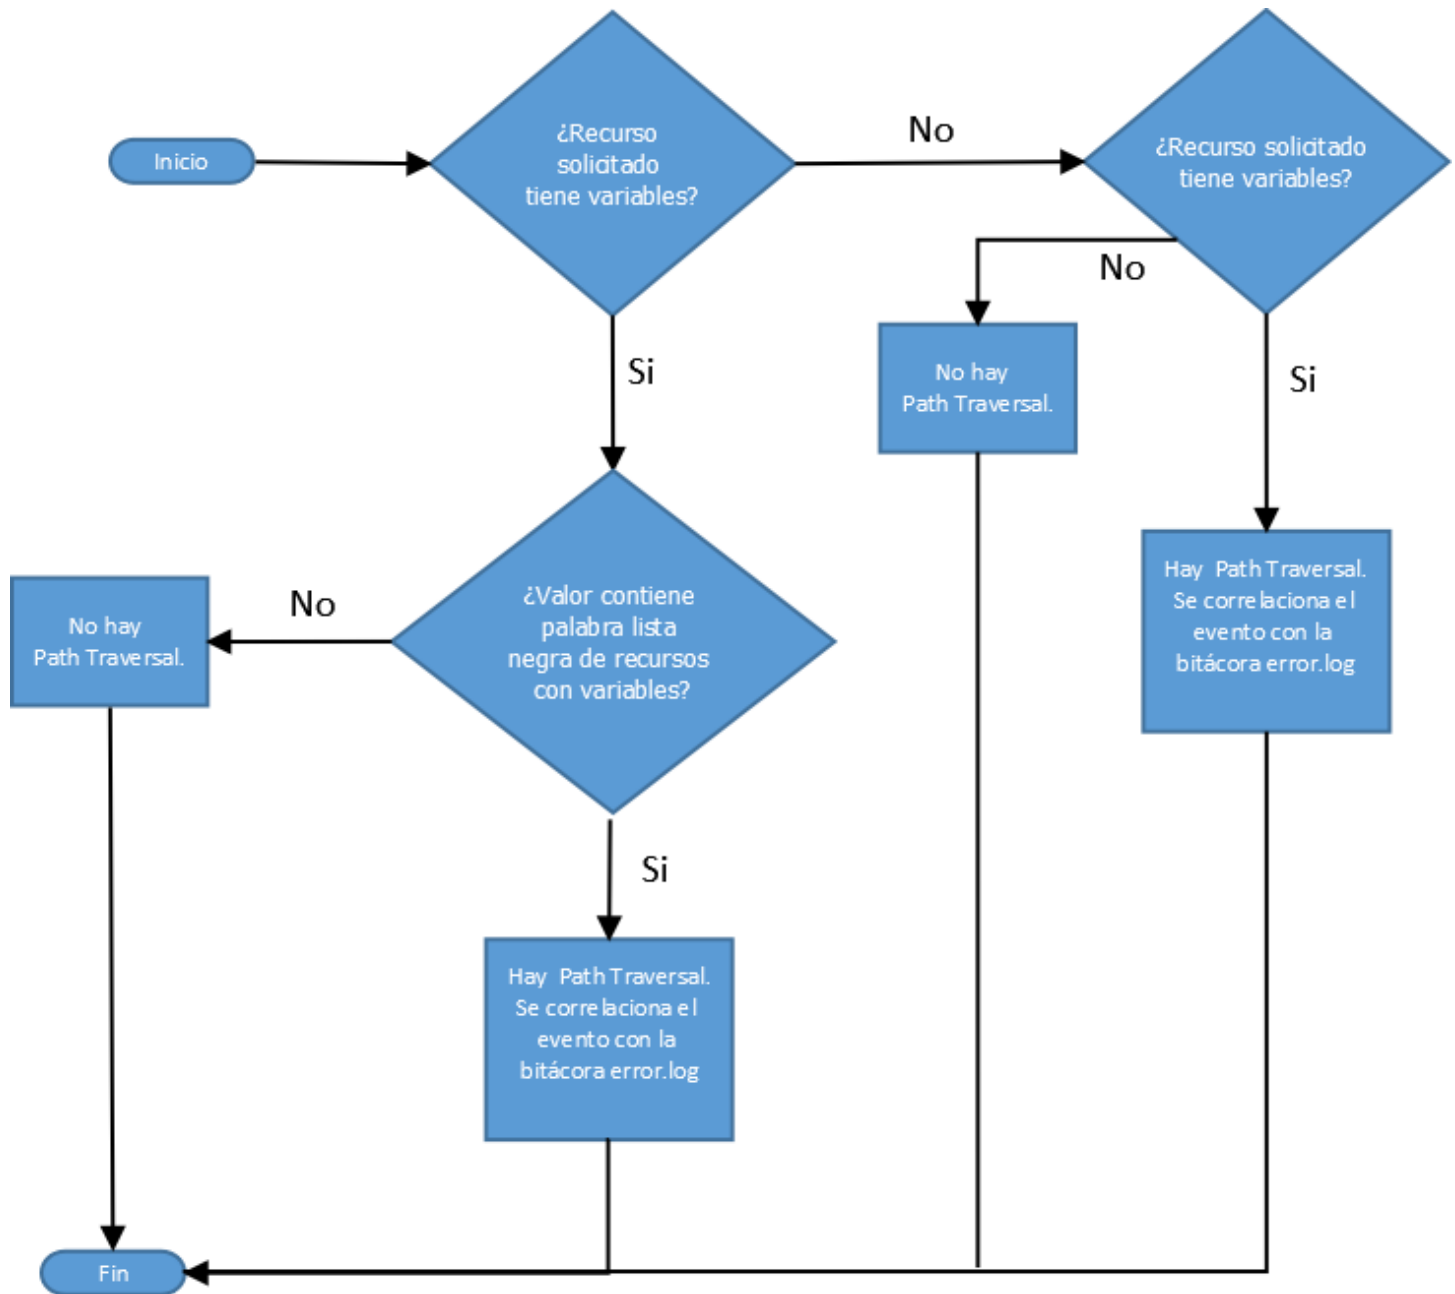 Inicio
¿Recurso
solicitado
tiene variables?
No
¿Recurso solicitado
tiene variables?
No
Si
Si
No hay
Path Traversal.
Hay Path Traversal.
Se correlaciona el
evento con la
bitácora error.log
No
No hay
Path Traversal.
¿Valor contiene
palabra lista
negra de recursos
con variables?
Si
Hay Path Traversal.
Se correlaciona el
evento con la
bitácora error.log
Fin